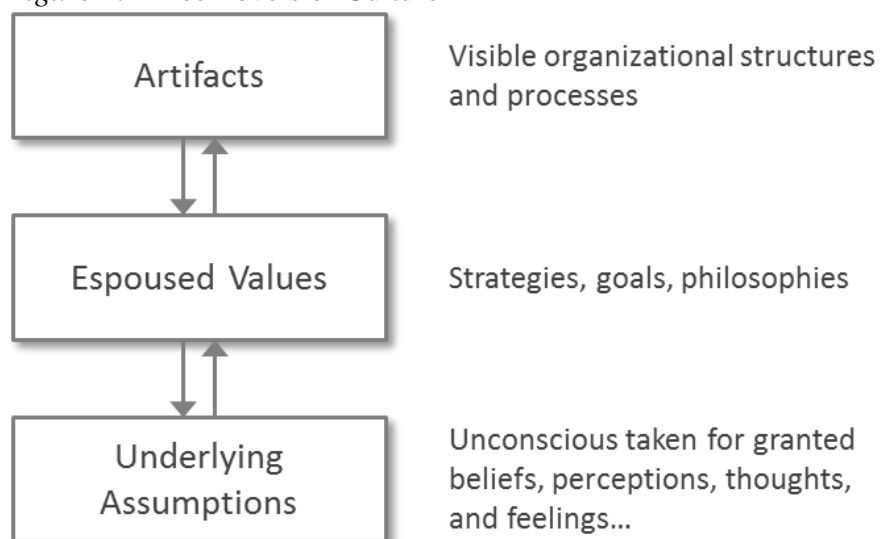 Artifacts
Visible organizational structures
and processes
Espoused Values
Strategies, goals, philosophies
Underlying
Assumptions
Unconscious taken for granted
beliefs, perceptions, thoughts,
and feelings...